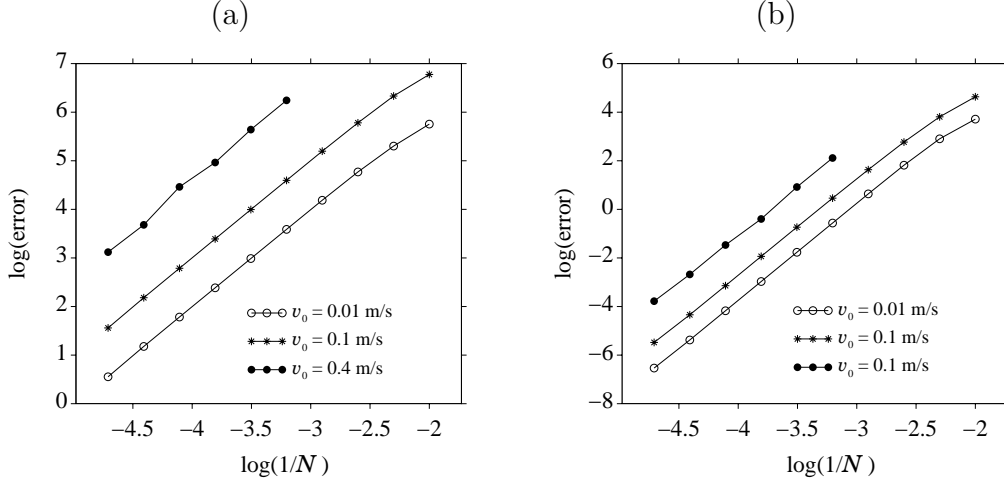 (a)
7
6
5
4
3
2
1
0
log(error)
v0 = 0.01 m/s
v0 = 0.1 m/s
v0 = 0.4 m/s
−4.5 −4 −3.5 −3 −2.5 −2
log(1/N )
(b)
6
4
2
0
−2
−4
−6
−8
log(error)
v0 = 0.01 m/s
v0 = 0.1 m/s
v0 = 0.1 m/s
−4.5 −4 −3.5 −3 −2.5 −2
log(1/N )